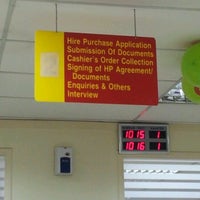 Hire Purchase Application
Submission Of Documents
Cashier's Order Collection
Signing of HP Agreement/
Documents
Enquiries & Others
Interview
1015 1
1016 1